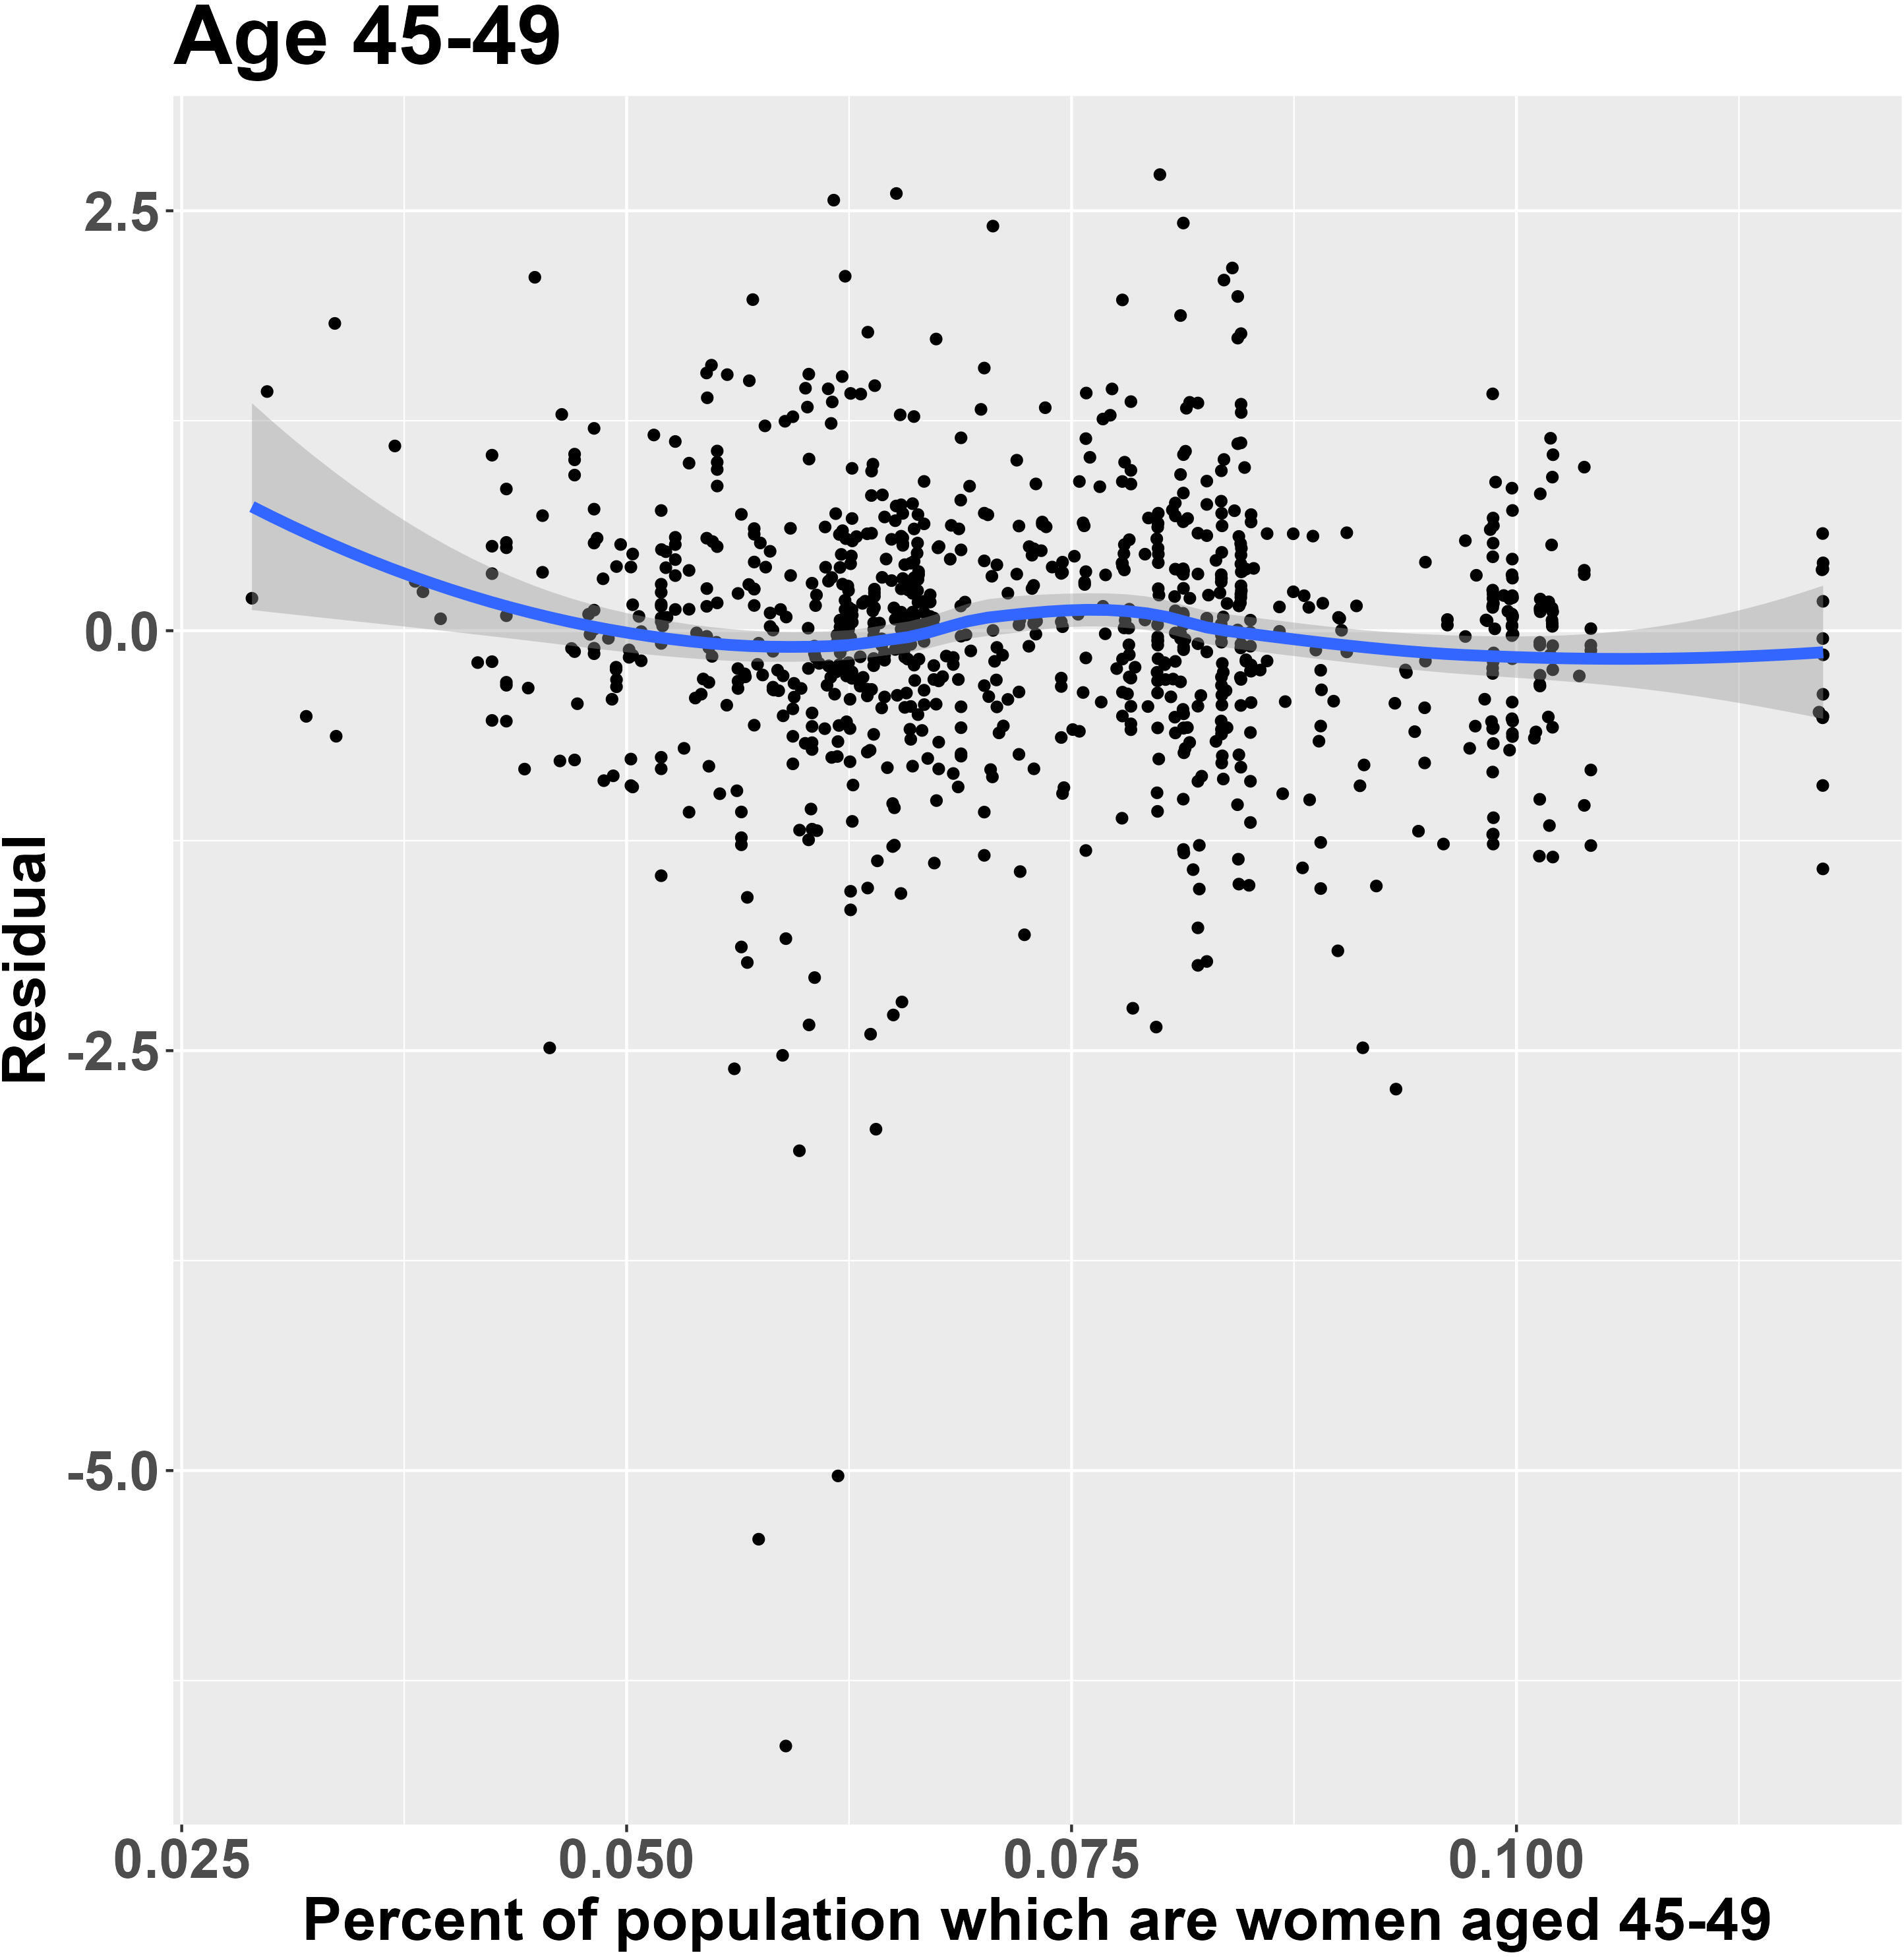 Age 45-49
2.5
0.0
-2.5
-5.0
Residual
0.025 0.050 0.075 0.100
Percent of population which are women aged 45-49